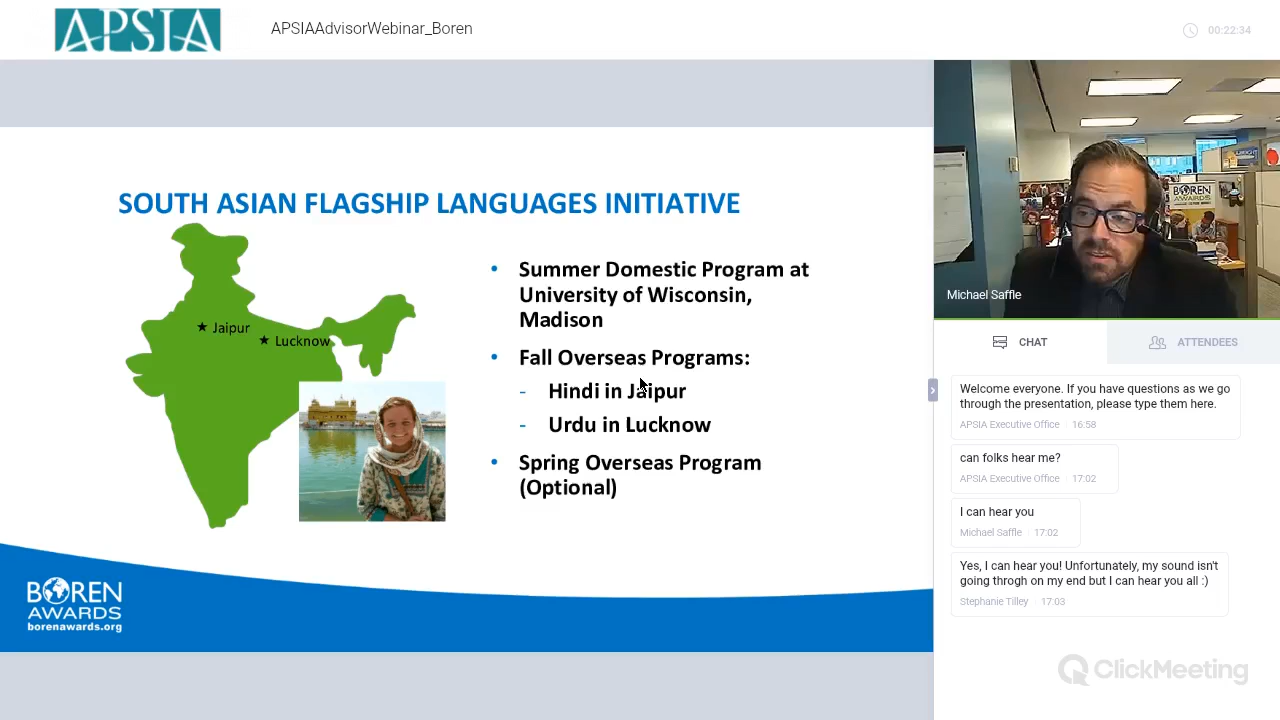 APSIA
APSIAAdvisorWebinar_Boren
00:22:34
SOUTH ASIAN FLAGSHIP LANGUAGES INITIATIVE
Jaipur
Lucknow
• Summer Domestic Program at
University of Wisconsin,
Madison
• Fall Overseas Programs:
- Hindi in Jaipur
- Urdu in Lucknow
• Spring Overseas Program
(Optional)
BOREN
AWARDS
borenawards.org
BOREN
AWARDS
Michael Saffle
CHAT
ATTENDEES
Welcome everyone. If you have questions as we go
through the presentation, please type them here.
APSIA Executive Office 16:58
can folks hear me?
APSIA Executive Office 17:02
I can hear you
Michael Saffle 17:02
Yes, I can hear you! Unfortunately, my sound isn't
going throgh on my end but I can hear you all :)
Stephanie Tilley 17:03
ClickMeeting